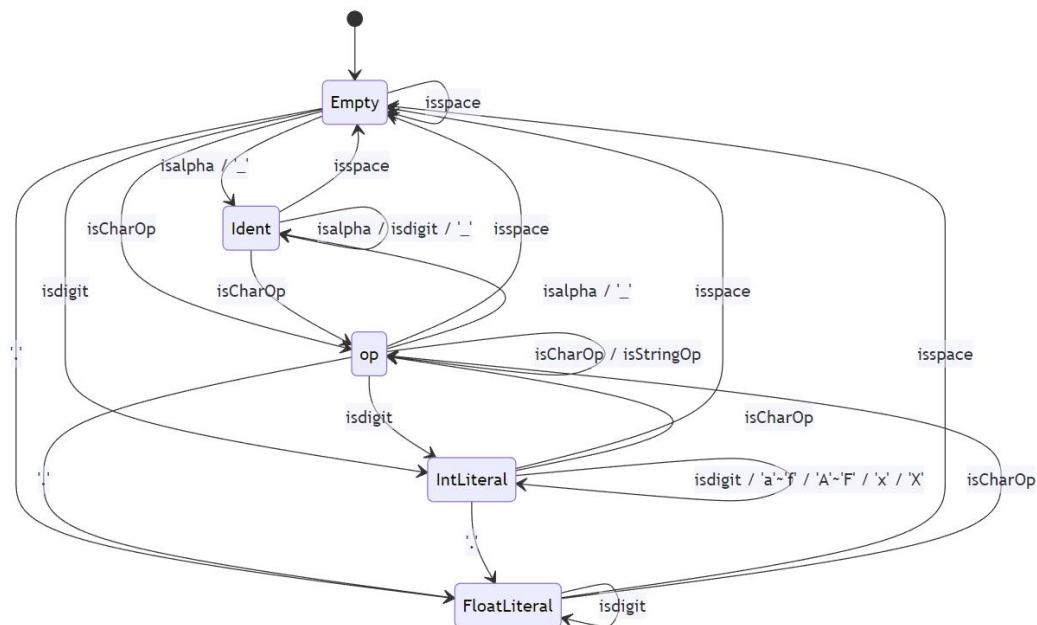 Empty
isspace
isalpha / '_'
isspace
Ident
isalpha / isdigit / '_'
isspace
isCharOp
isdigit
isCharOp
isalpha / '_'
isspace
'.'
op
isCharOp / isStringOp
isspace
isdigit
isCharOp
'.'
IntLiteral
isdigit / 'a'~'f' / 'A'~'F' / 'x' / 'X'
isCharOp
'.'
FloatLiteral
isdigit